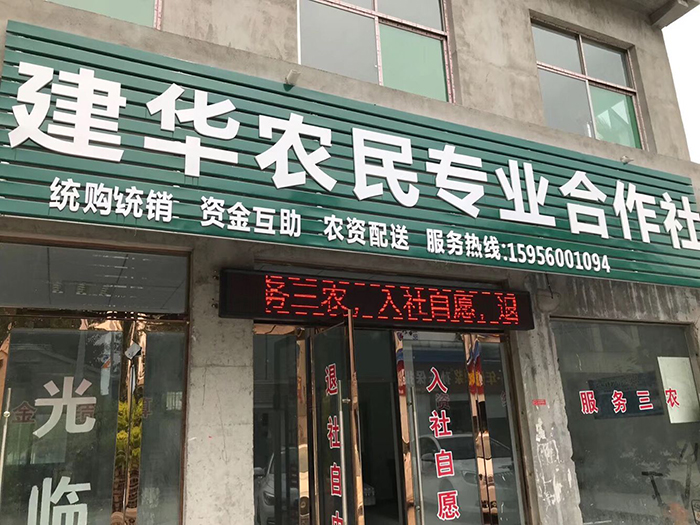 建华农民专业合作社
统购统销 资金互助 农资配送 服务热线:15956001094
务三农，入社自愿，退
退社自由
入社自愿
服务三农
光临